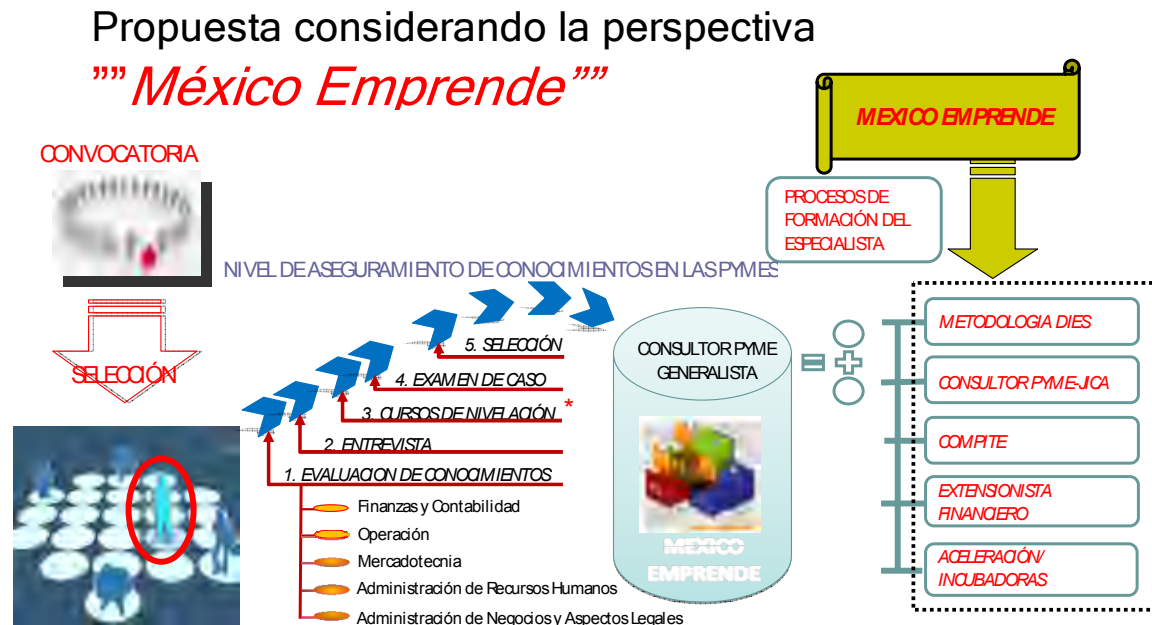 Propuesta considerando la perspectiva
””México Emprende””
CONVOCATORIA
SELECCIÓN
NIVEL DE ASEGURAMIENTO DE CONOCIMIENTOS EN LAS PYMES
5. SELECCIÓN
4. EXAMEN DE CASO
3. CURSOS DE NIVELACIÓN *
2. ENTREVISTA
1. EVALUACION DE CONOCIMIENTOS
Finanzas y Contabilidad
Operación
Mercadotecnia
Administración de Recursos Humanos
Administración de Negocios y Aspectos Legales
CONSULTOR PYME
GENERALISTA
MEXICO
EMPRENDE
MEXICO EMPRENDE
PROCESOS DE
FORMACIÓN DEL
ESPECIALISTA
METODOLOGIA DIES
CONSULTOR PYME-JICA
COMPITE
EXTENSIONISTA
FINANCIERO
ACELERACIÓN/
INCUBADORAS